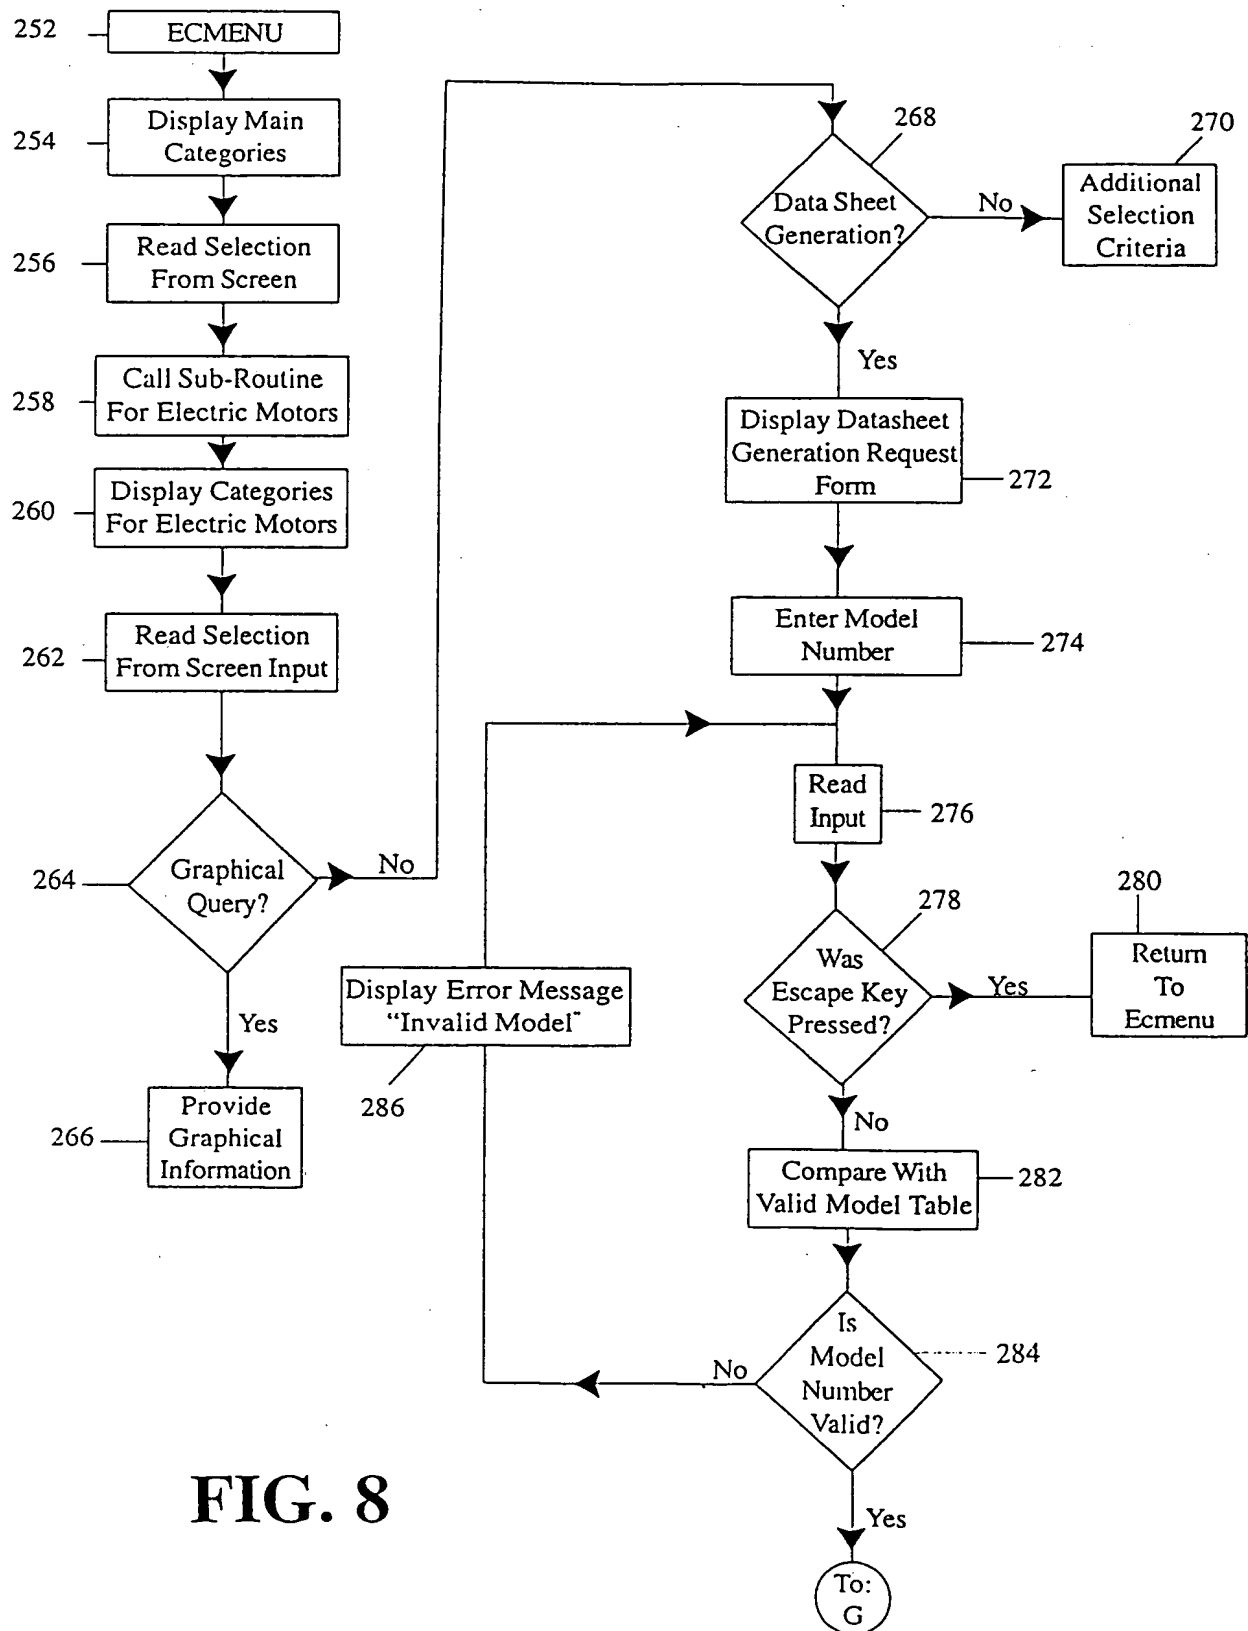 252
ECMENU
254
Display Main
Categories
256
Read Selection
From Screen
258
Call Sub-Routine
For Electric Motors
260
Display Categories
For Electric Motors
262
Read Selection
From Screen Input
264
Graphical
Query?
No
Yes
266
Provide
Graphical
Information
268
Data Sheet
Generation?
No
270
Additional
Selection
Criteria
Yes
Display Datasheet
Generation Request
Form
272
Enter Model
Number
274
Read
Input
276
278
Was
Escape Key
Pressed?
Yes
280
Return
To
Ecmenu
No
Compare With
Valid Model Table
282
Is
Model
Number
Valid?
284
No
Display Error Message
“Invalid Model"
286
Yes
To:
G
FIG. 8